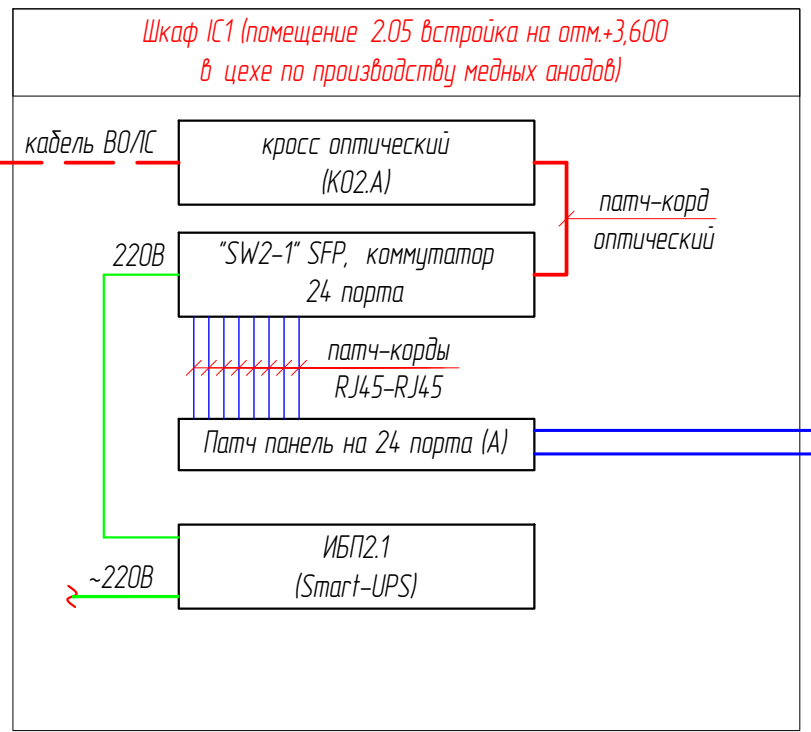 Шкаф IC1 (помещение 2.05 встройка на отм.+3,600
в цехе по производству медных анодов)
кабель ВОЛС
кросс оптический
(КО2.А)
патч-корд
оптический
220В
"SW2-1" SFP, коммутатор
24 порта
патч-корды
RJ45-RJ45
Патч панель на 24 порта (А)
ИБП2.1
(Smart-UPS)
~220В